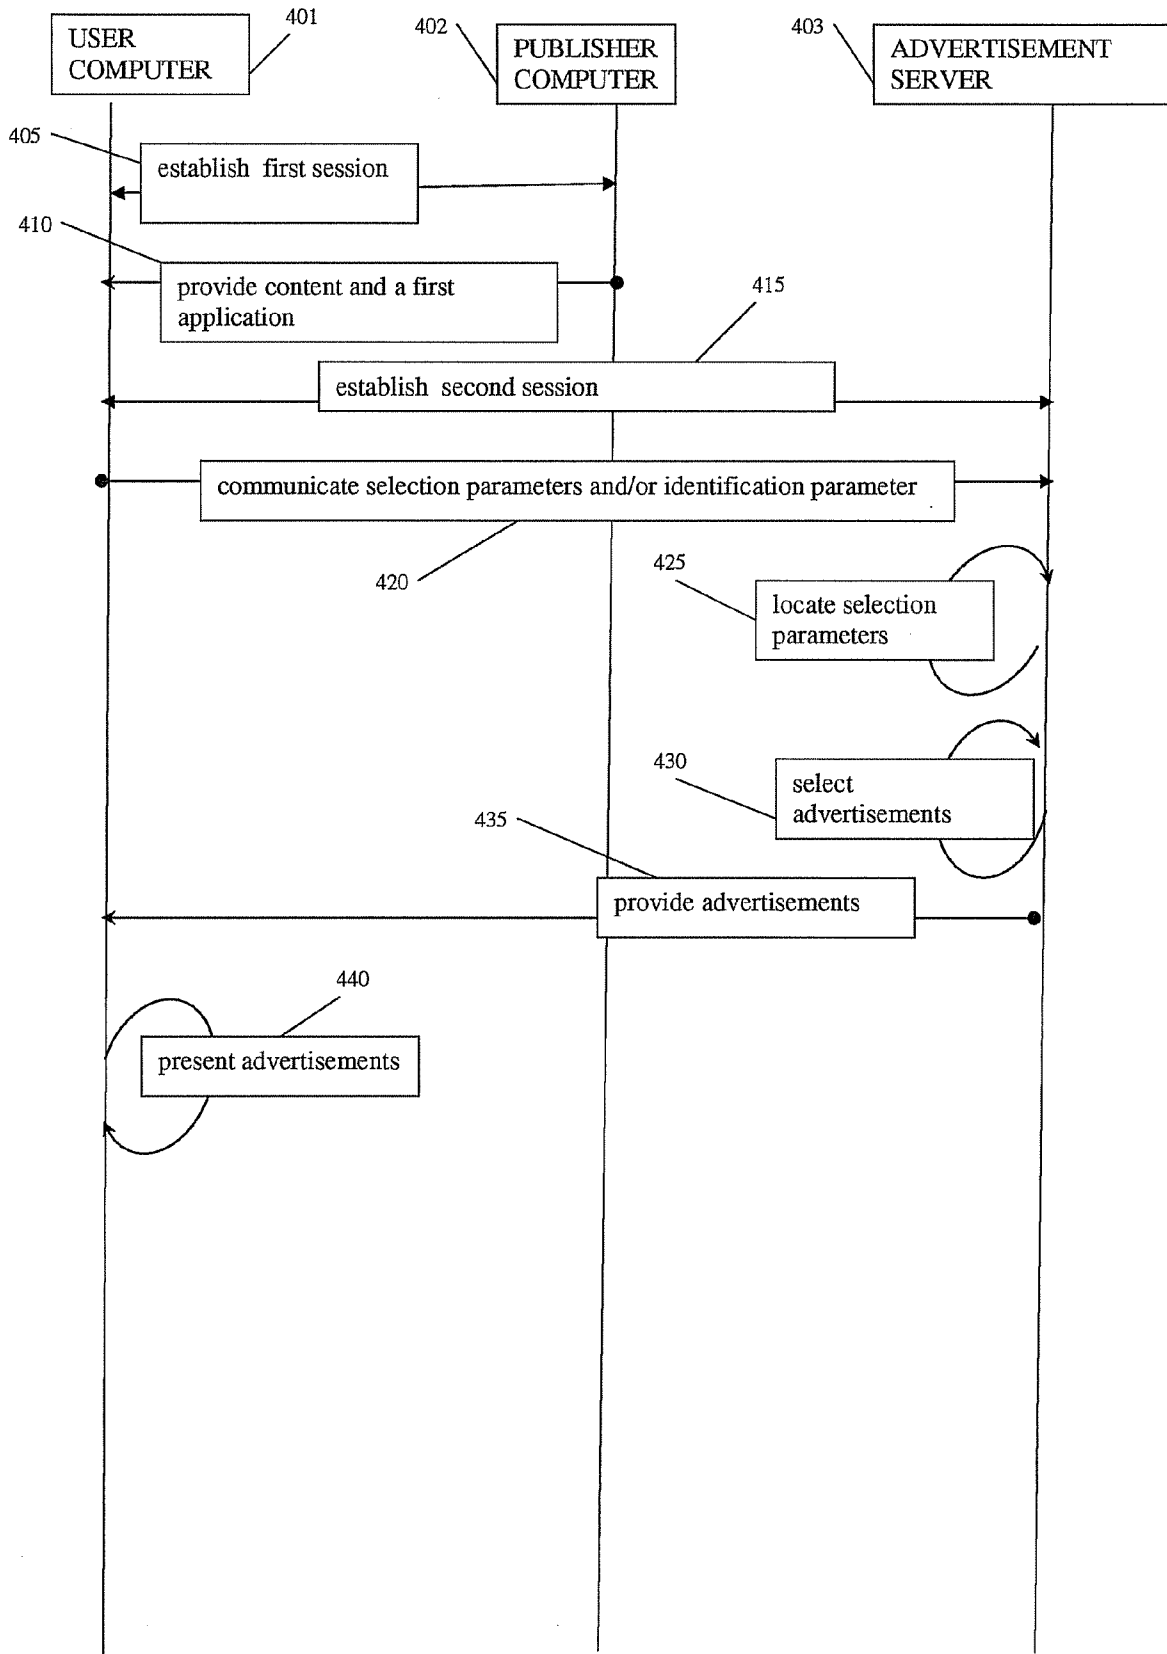 401
USER
COMPUTER
402
PUBLISHER
COMPUTER
403
ADVERTISEMENT
SERVER
405
establish first session
410
provide content and a first
application
415
establish second session
communicate selection parameters and/or identification parameter
420
425
locate selection
parameters
430
select
advertisements
435
provide advertisements
440
present advertisements